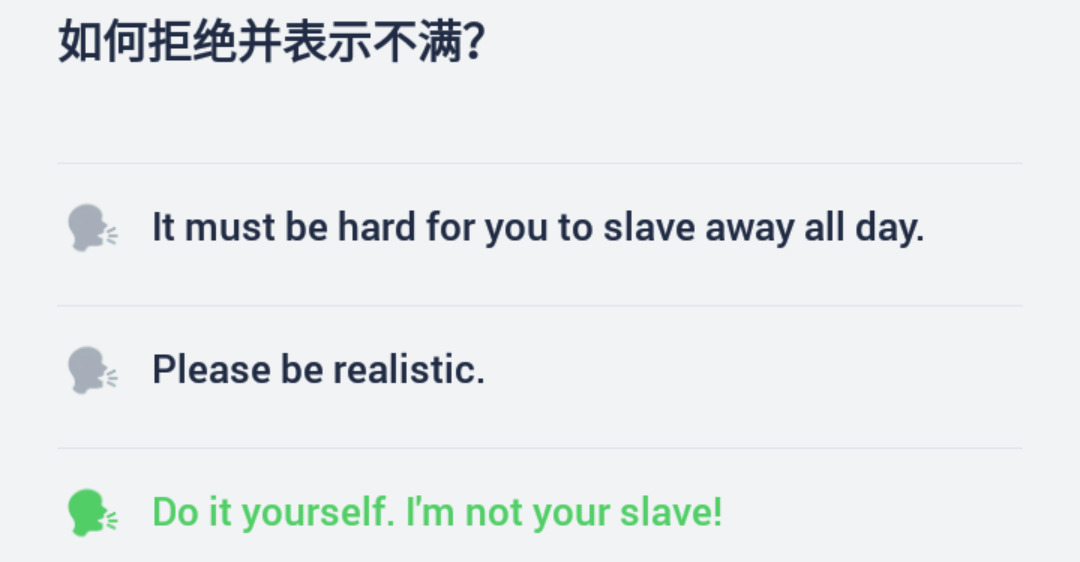 如何拒绝并表示不满？
It must be hard for you to slave away all day.
Please be realistic.
Do it yourself. I'm not your slave!